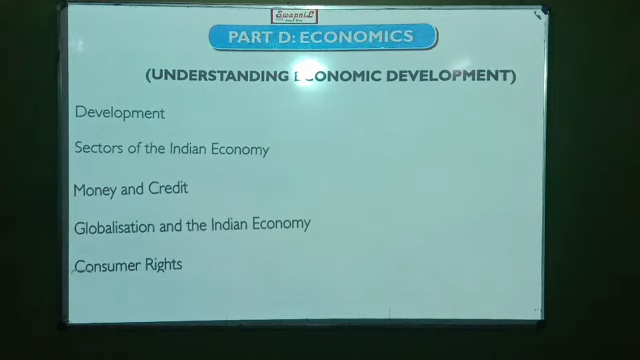 SwapniL
PART D: ECONOMICS
(UNDERSTANDING ECONOMIC DEVELOPMENT)
Development
Sectors of the Indian Economy
Money and Credit
Globalisation and the Indian Economy
Consumer Rights